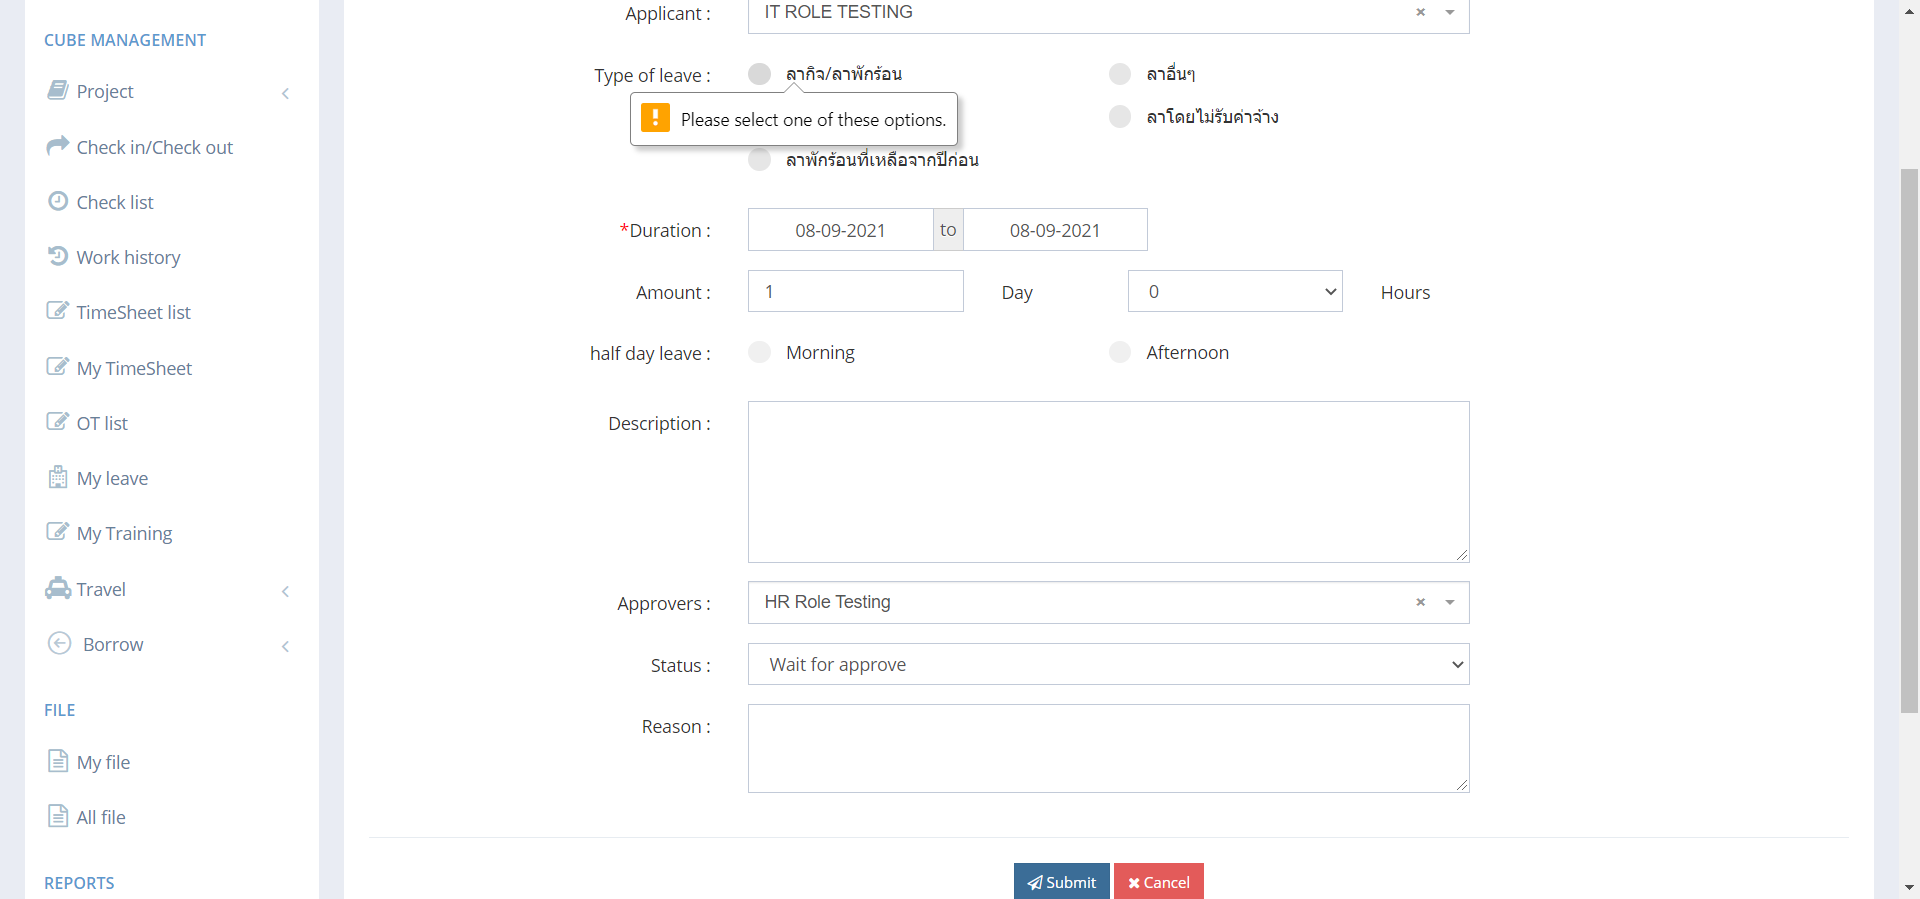 CUBE MANAGEMENT
Project
Check in/Check out
Check list
Work history
TimeSheet list
My TimeSheet
OT list
My leave
My Training
Travel
Borrow
FILE
My file
All file
REPORTS
Applicant :
IT ROLE TESTING
×
Type of leave :
ลากิจ/ลาพักร้อน
ลาอื่นๆ
Please select one of these options.
ลาโดยไม่รับค่าจ้าง
ลาพักร้อนที่เหลือจากปีก่อน
*Duration :
08-09-2021 to 08-09-2021
Amount :
1
Day
0
Hours
half day leave :
Morning
Afternoon
Description :
Approvers :
HR Role Testing
×
Status :
Wait for approve
Reason :
Submit
Cancel